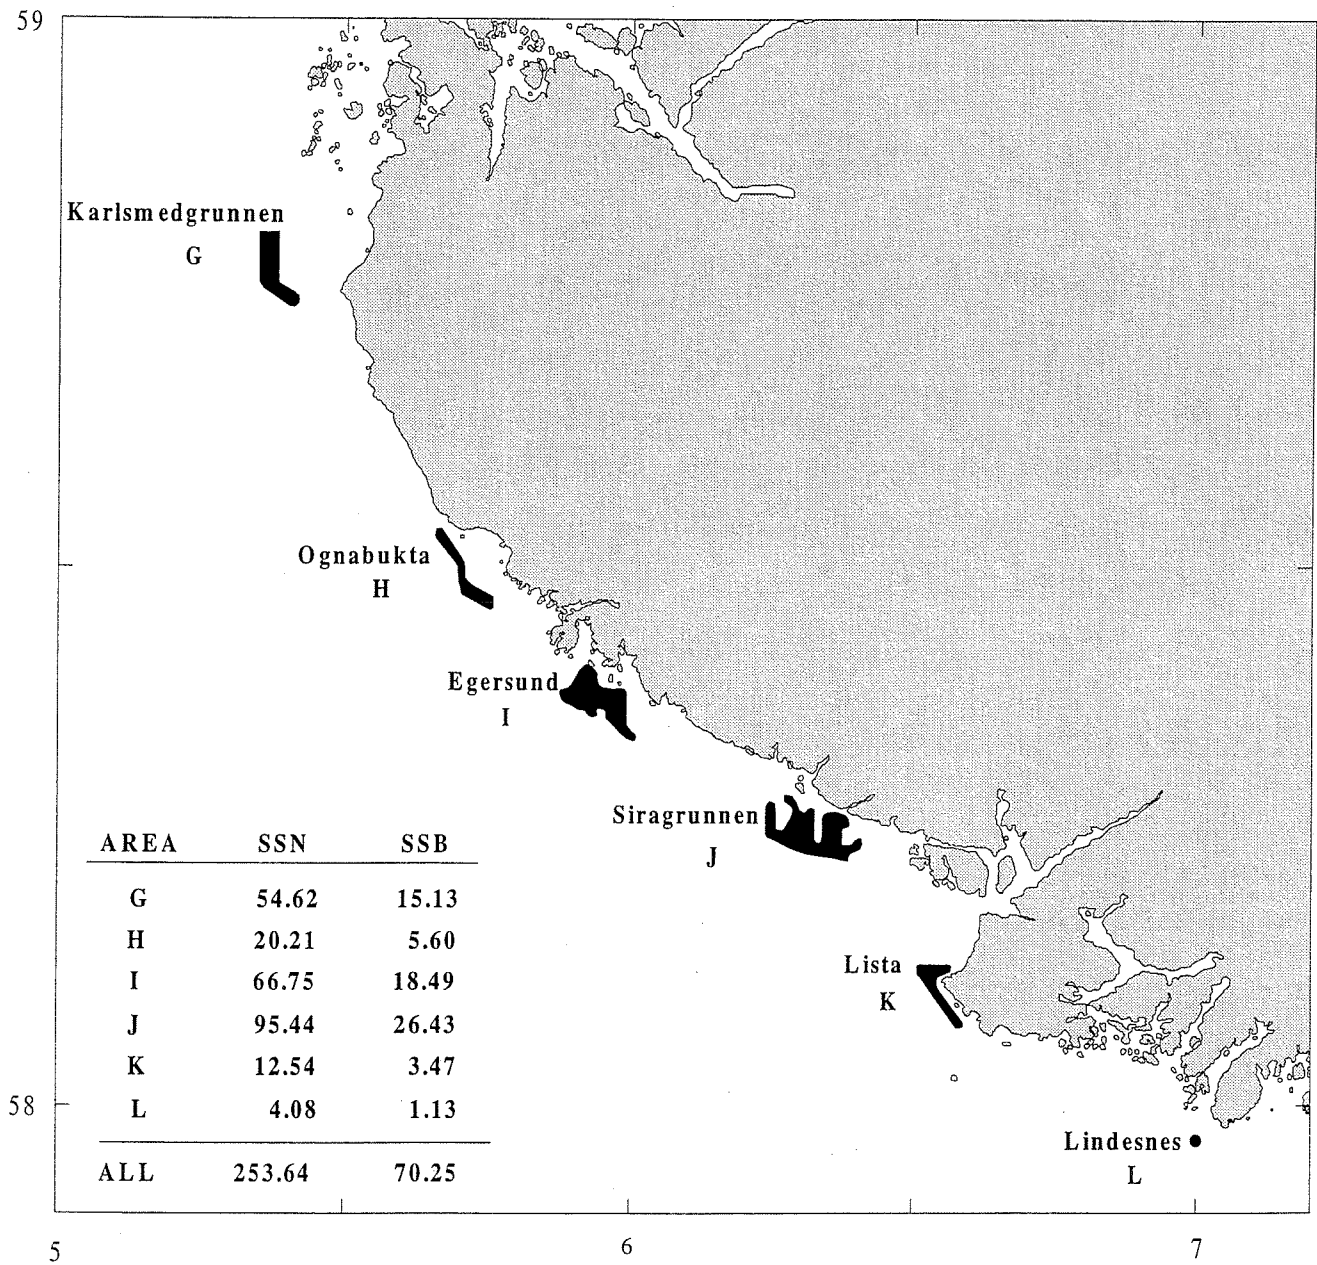 59
Karlsmedgrunnen
G
Ognabukta
H
Egersund
I
Siragrunnen
J
AREA SSN SSB
G 54.62 15.13
H 20.21 5.60
I 66.75 18.49
J 95.44 26.43
K 12.54 3.47
L 4.08 1.13
ALL 253.64 70.25
Lista
K
58
Lindesnes
L
5 6 7